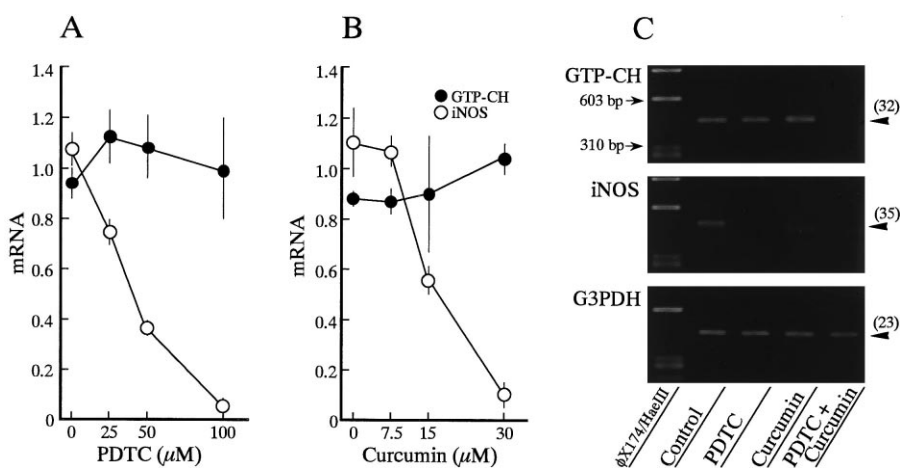 A
B
C
1.4
1.2
1.0
0.8
0.6
0.4
0.2
0
mRNA
0 25 50 100
PDTC (μM)
1.4
1.2
1.0
0.8
0.6
0.4
0.2
0
mRNA
GTP-CH
iNOS
0 7.5 15 30
Curcumin (μM)
GTP-CH
603 bp
310 bp
(32)
iNOS
(35)
G3PDH
(23)
φX174/HaeIII
Control
PDTC
Curcumin
PDTC +
Curcumin